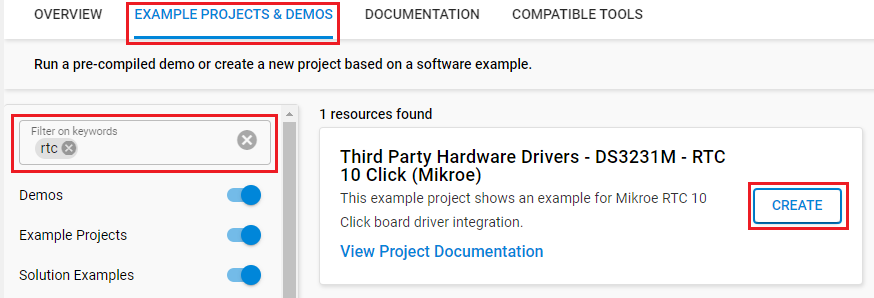 OVERVIEW
EXAMPLE PROJECTS & DEMOS
DOCUMENTATION
COMPATIBLE TOOLS
Run a pre-compiled demo or create a new project based on a software example.
Filter on keywords
rtc
Demos
Example Projects
Solution Examples
1 resources found
Third Party Hardware Drivers - DS3231M - RTC
10 Click (Mikroe)
This example project shows an example for Mikroe RTC 10
Click board driver integration.
View Project Documentation
CREATE